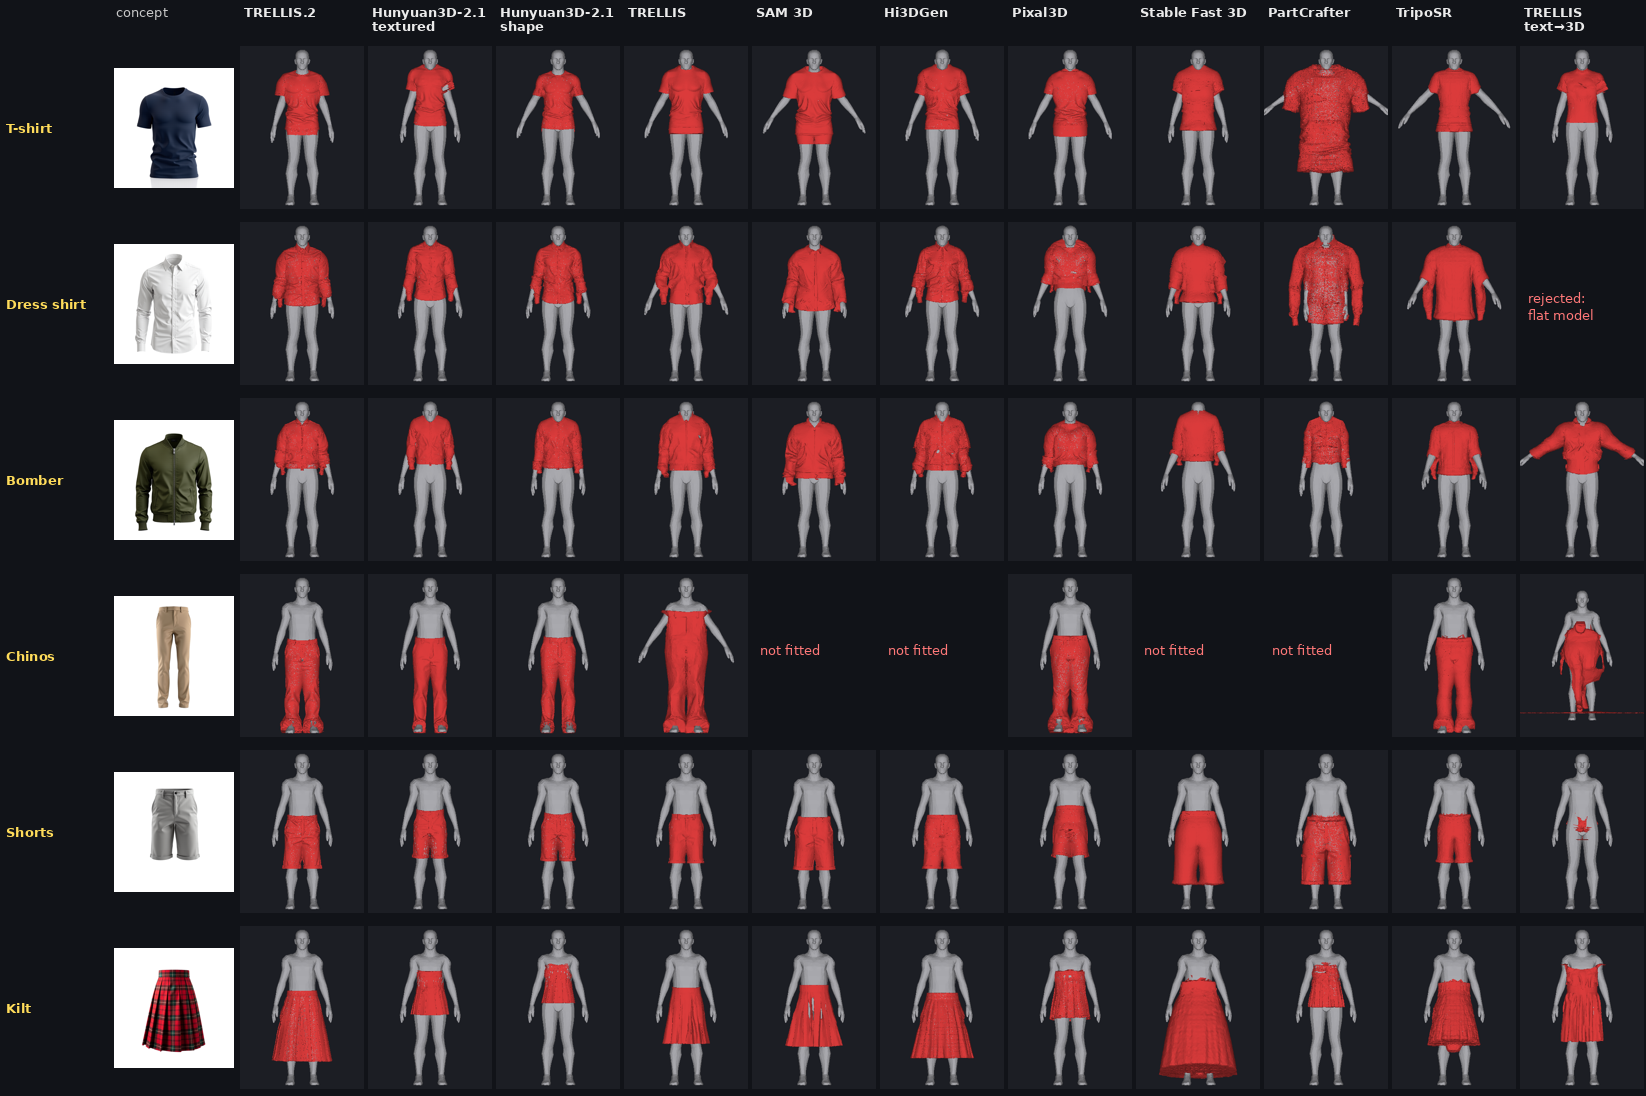 concept
TRELLIS.2
Hunyuan3D-2.1
textured
Hunyuan3D-2.1
shape
TRELLIS
SAM 3D
Hi3DGen
Pixal3D
Stable Fast 3D
PartCrafter
TripoSR
TRELLIS
text→3D
T-shirt
Dress shirt
rejected:
flat model
Bomber
Chinos
not fitted
not fitted
not fitted
not fitted
Shorts
Kilt